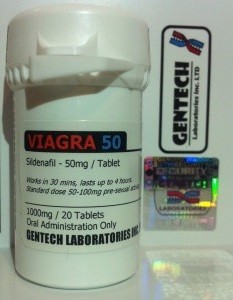 VIAGRA 50
Sildenafil - 50mg / Tablet
Works in 30 mins, lasts up to 4 hours.
Standard dose 50-100mg pre-sexual activity
1000mg / 20 Tablets
Oral Administration Only
GENTECH LABORATORIES INC.
GENTECH
Laboratories Inc. LTD
SECURITY
LABORATORIES